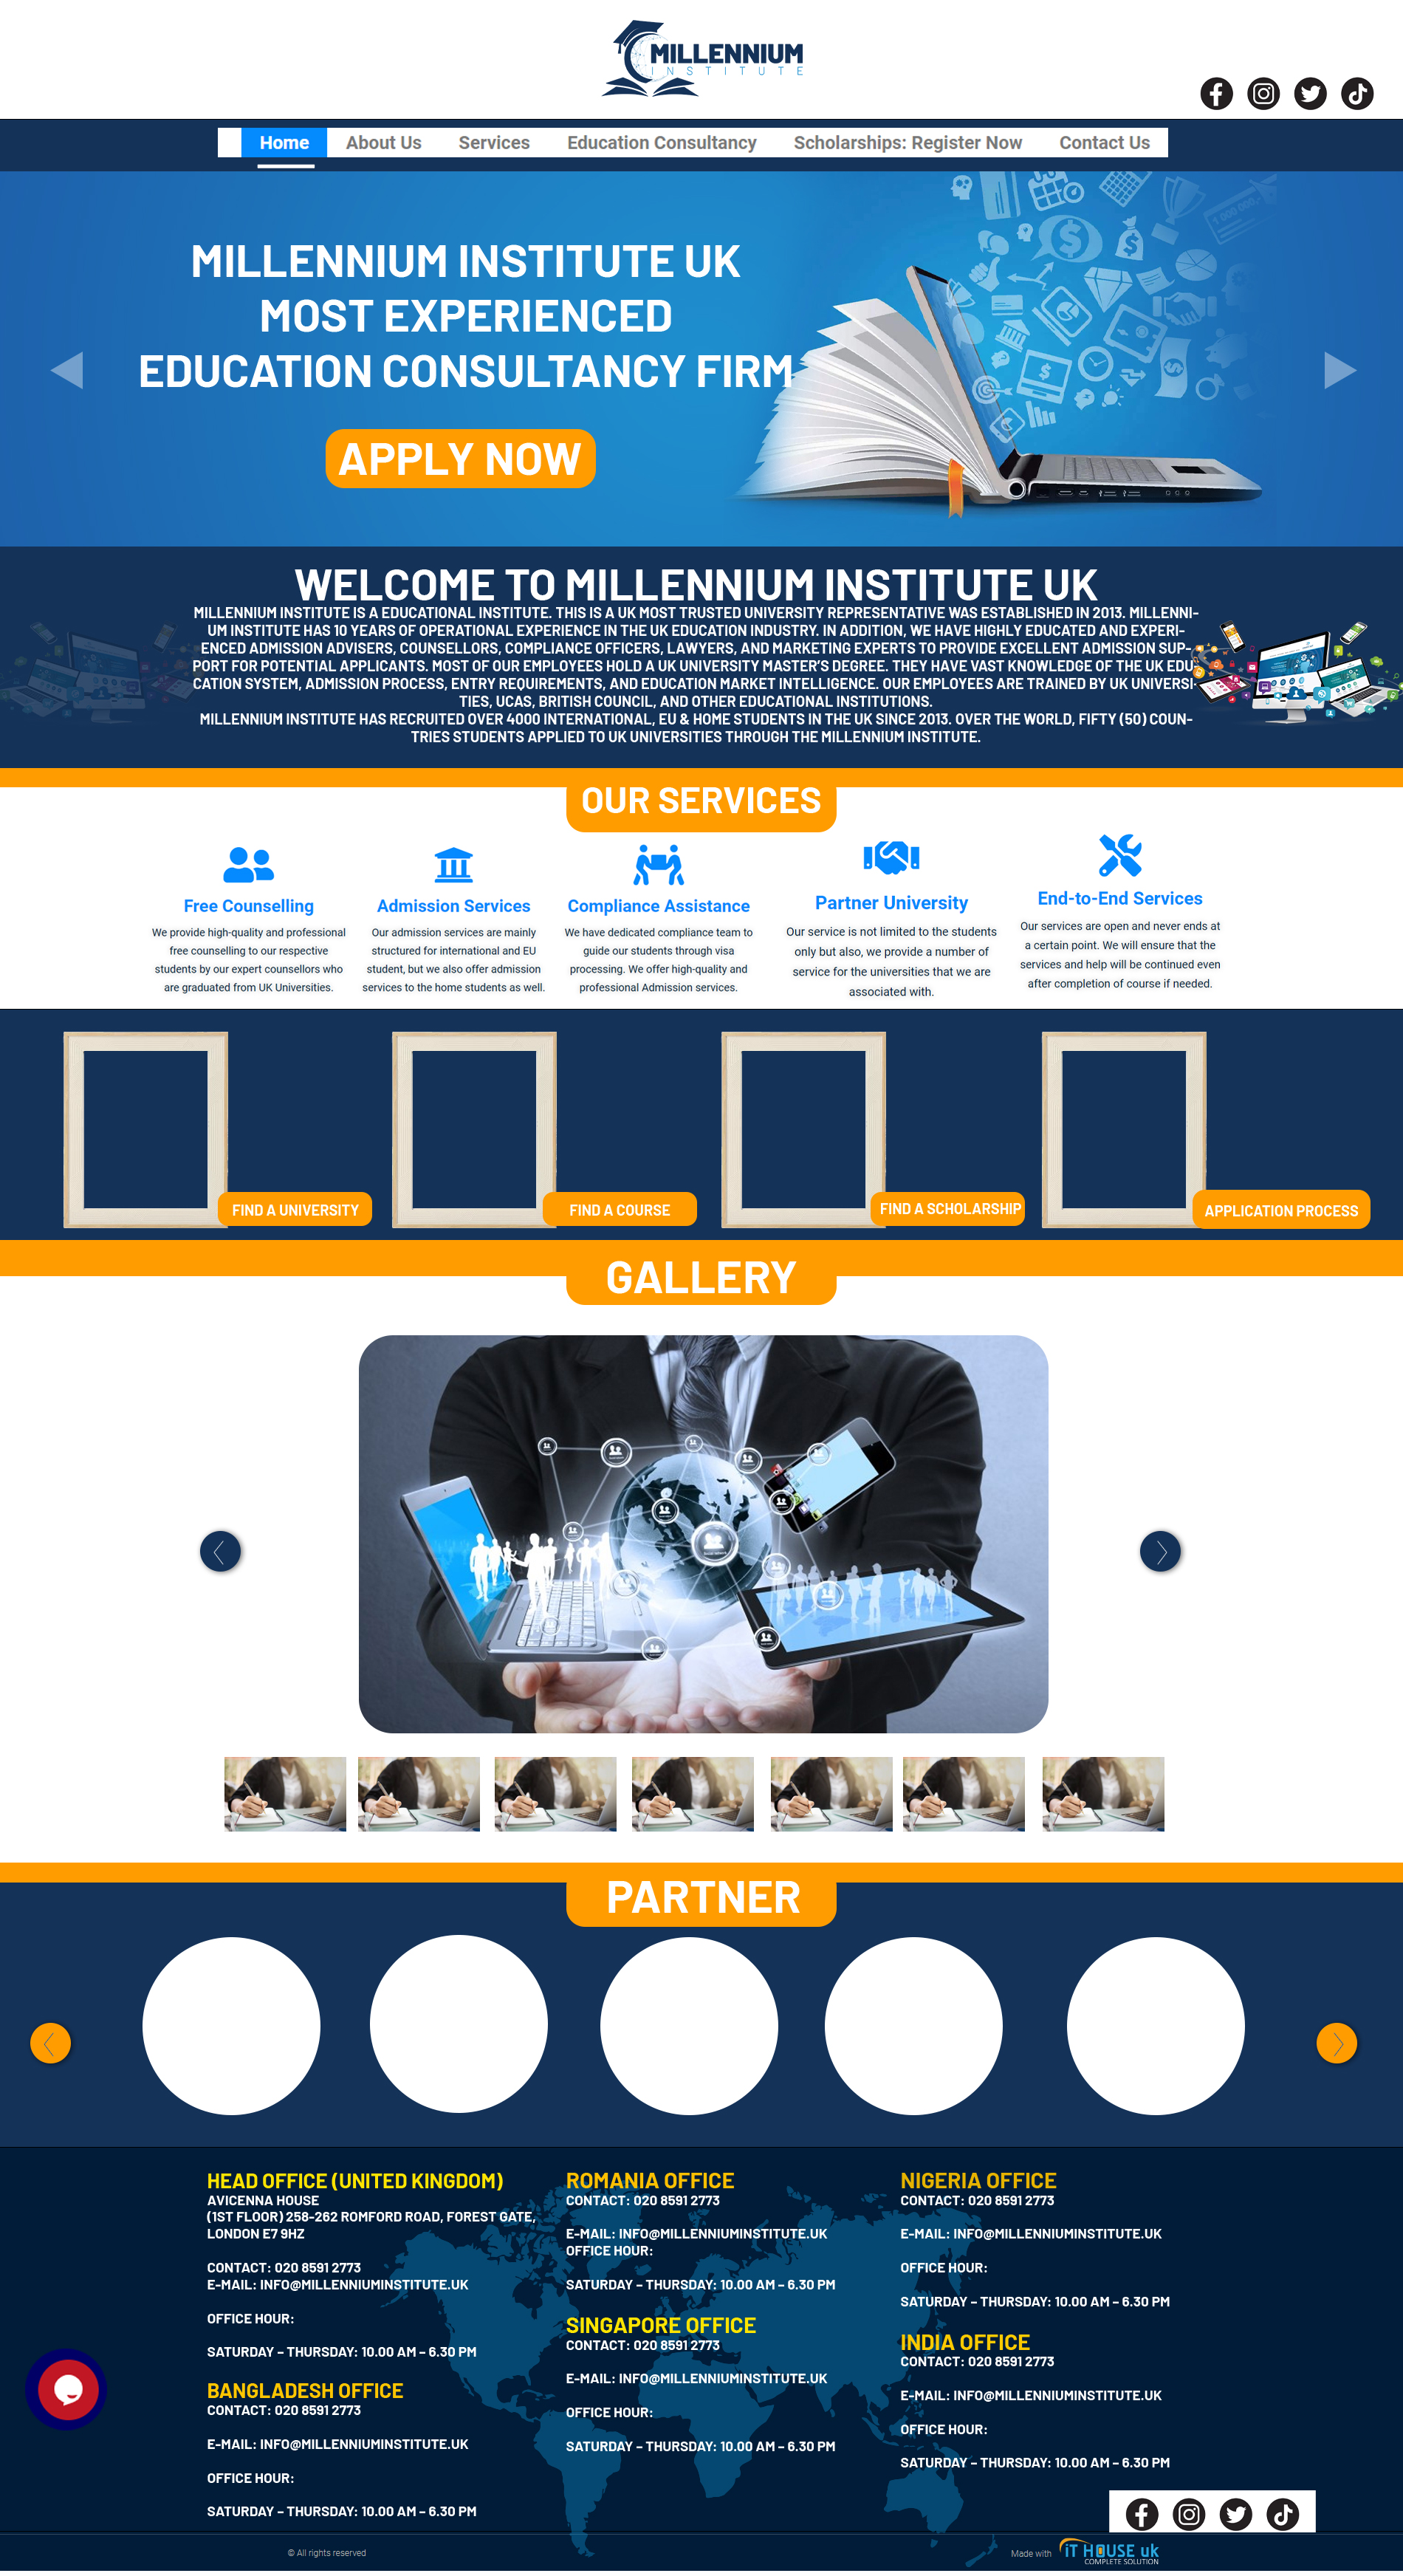 MILLENNIUM
INSTITUTE
Home About Us Services Education Consultancy Scholarships: Register Now Contact Us
1 000 000.-
MILLENNIUM INSTITUTE UK
MOST EXPERIENCED
EDUCATION CONSULTANCY FIRM
APPLY NOW
WELCOME TO MILLENNIUM INSTITUTE UK
MILLENNIUM INSTITUTE IS A EDUCATIONAL INSTITUTE. THIS IS A UK MOST TRUSTED UNIVERSITY REPRESENTATIVE WAS ESTABLISHED IN 2013. MILLENNI-
UM INSTITUTE HAS 10 YEARS OF OPERATIONAL EXPERIENCE IN THE UK EDUCATION INDUSTRY. IN ADDITION, WE HAVE HIGHLY EDUCATED AND EXPERI-
ENCED ADMISSION ADVISERS, COUNSELLORS, COMPLIANCE OFFICERS, LAWYERS, AND MARKETING EXPERTS TO PROVIDE EXCELLENT ADMISSION SUP-
PORT FOR POTENTIAL APPLICANTS. MOST OF OUR EMPLOYEES HOLD A UK UNIVERSITY MASTER'S DEGREE. THEY HAVE VAST KNOWLEDGE OF THE UK EDU-
CATION SYSTEM, ADMISSION PROCESS, ENTRY REQUIREMENTS, AND EDUCATION MARKET INTELLIGENCE. OUR EMPLOYEES ARE TRAINED BY UK UNIVERSI-
TIES, UCAS, BRITISH COUNCIL, AND OTHER EDUCATIONAL INSTITUTIONS.
MILLENNIUM INSTITUTE HAS RECRUITED OVER 4000 INTERNATIONAL, EU & HOME STUDENTS IN THE UK SINCE 2013. OVER THE WORLD, FIFTY (50) COUN-
TRIES STUDENTS APPLIED TO UK UNIVERSITIES THROUGH THE MILLENNIUM INSTITUTE.
OUR SERVICES
Free Counselling
We provide high-quality and professional
free counselling to our respective
students by our expert counsellors who
are graduated from UK Universities.
Admission Services
Our admission services are mainly
structured for international and EU
student, but we also offer admission
services to the home students as well.
Compliance Assistance
We have dedicated compliance team to
guide our students through visa
processing. We offer high-quality and
professional Admission services.
Partner University
Our service is not limited to the students
only but also, we provide a number of
service for the universities that we are
associated with.
End-to-End Services
Our services are open and never ends at
a certain point. We will ensure that the
services and help will be continued even
after completion of course if needed.
FIND A UNIVERSITY
FIND A COURSE
FIND A SCHOLARSHIP
APPLICATION PROCESS
GALLERY
PARTNER
HEAD OFFICE (UNITED KINGDOM)
AVICENNA HOUSE
(1ST FLOOR) 258-262 ROMFORD ROAD, FOREST GATE,
LONDON E7 9HZ
CONTACT: 020 8591 2773
E-MAIL: INFO@MILLENNIUMINSTITUTE.UK
OFFICE HOUR:
SATURDAY – THURSDAY: 10.00 AM – 6.30 PM
BANGLADESH OFFICE
CONTACT: 020 8591 2773
E-MAIL: INFO@MILLENNIUMINSTITUTE.UK
OFFICE HOUR:
SATURDAY – THURSDAY: 10.00 AM – 6.30 PM
ROMANIA OFFICE
CONTACT: 020 8591 2773
E-MAIL: INFO@MILLENNIUMINSTITUTE.UK
OFFICE HOUR:
SATURDAY – THURSDAY: 10.00 AM – 6.30 PM
SINGAPORE OFFICE
CONTACT: 020 8591 2773
E-MAIL: INFO@MILLENNIUMINSTITUTE.UK
OFFICE HOUR:
SATURDAY – THURSDAY: 10.00 AM – 6.30 PM
NIGERIA OFFICE
CONTACT: 020 8591 2773
E-MAIL: INFO@MILLENNIUMINSTITUTE.UK
OFFICE HOUR:
SATURDAY – THURSDAY: 10.00 AM – 6.30 PM
INDIA OFFICE
CONTACT: 020 8591 2773
E-MAIL: INFO@MILLENNIUMINSTITUTE.UK
OFFICE HOUR:
SATURDAY – THURSDAY: 10.00 AM – 6.30 PM
© All rights reserved
Made with iT HOUSE uk
COMPLETE SOLUTION